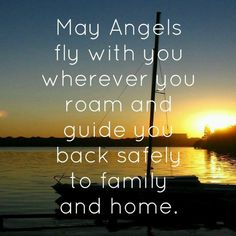 May Angels
fly with you
wherever you
roam and
guide you
back safely
to family
and home.